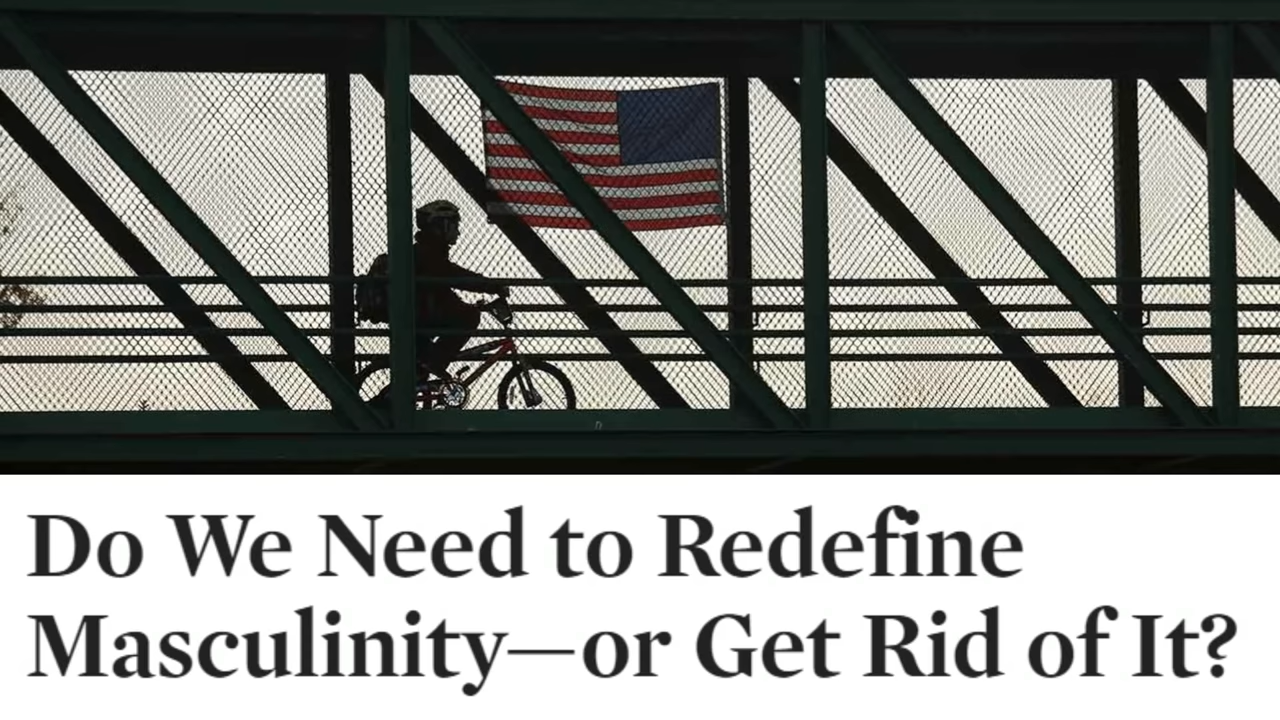 Do We Need to Redefine
Masculinity—or Get Rid of It?